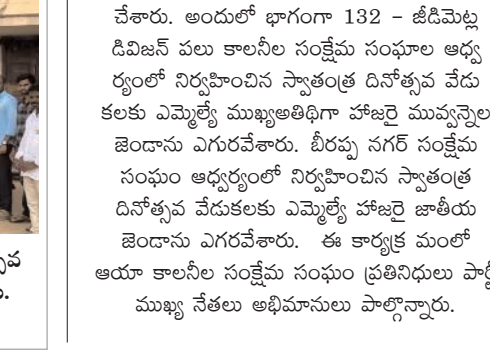 చేశారు. అందులో భాగంగా 132 - జీడిమెట్ల
డివిజన్ పలు కాలనీల సంక్షేమ సంఘాల ఆధ్వ
ర్యంలో నిర్వహించిన స్వాతంత్ర దినోత్సవ వేడు
కలకు ఎమ్మెల్యే ముఖ్యఅతిథిగా హాజరై మువ్వన్నెల
జెండాను ఎగురవేశారు. బీరప్ప నగర్ సంక్షేమ
సంఘం ఆధ్వర్యంలో నిర్వహించిన స్వాతంత్ర
దినోత్సవ వేడుకలకు ఎమ్మెల్యే హాజరై జాతీయ
జెండాను ఎగరవేశారు. ఈ కార్యక్ర మంలో
ఆయా కాలనీల సంక్షేమ సంఘం ప్రతినిధులు పార్టీ
ముఖ్య నేతలు అభిమానులు పాల్గొన్నారు.